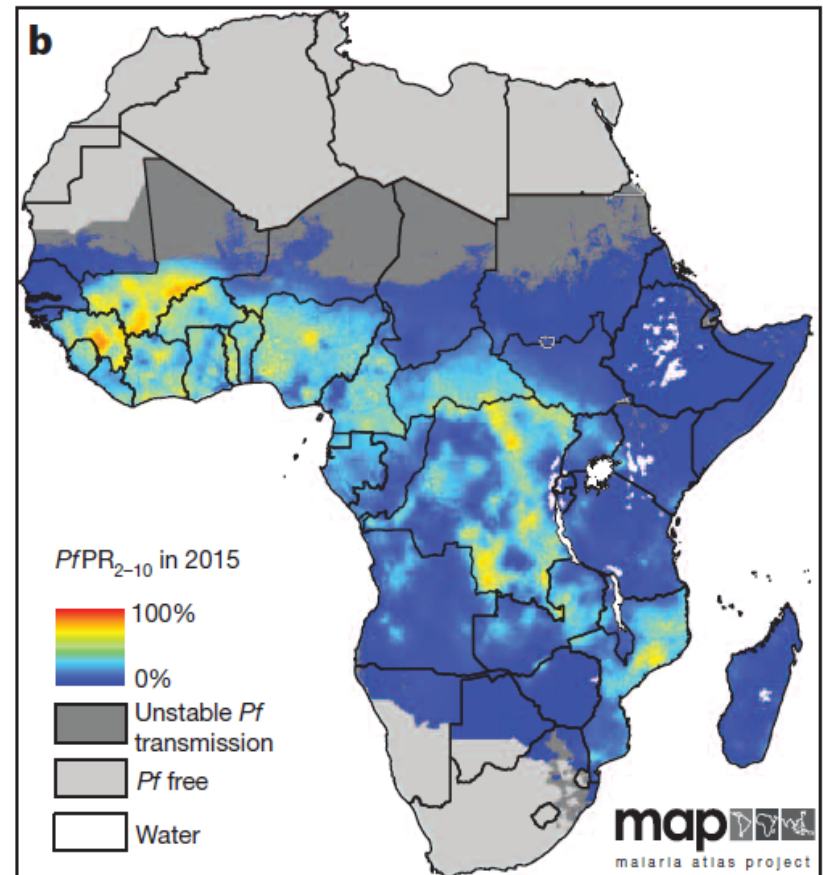 b
PfPR2–10 in 2015
100%
0%
Unstable Pf
transmission
Pf free
Water
map
malaria atlas project